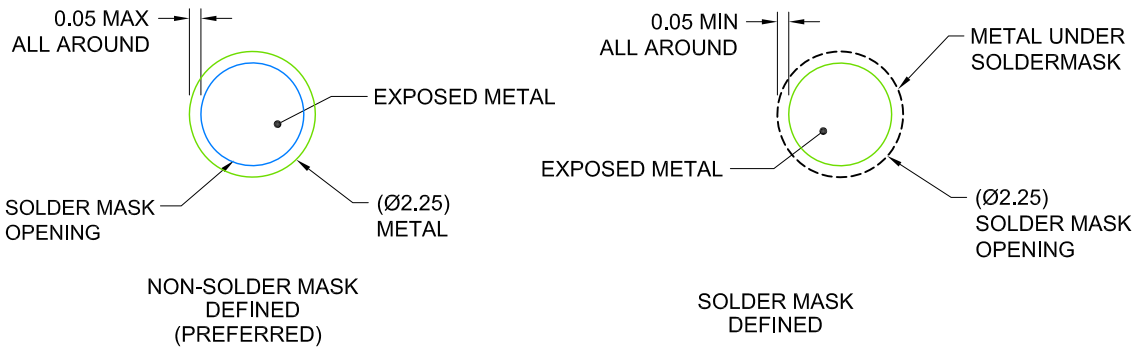 0.05 MAX
ALL AROUND
EXPOSED METAL
SOLDER MASK
OPENING
(Ø2.25)
METAL
NON-SOLDER MASK
DEFINED
(PREFERRED)
0.05 MIN
ALL AROUND
METAL UNDER
SOLDERMASK
EXPOSED METAL
(Ø2.25)
SOLDER MASK
OPENING
SOLDER MASK
DEFINED